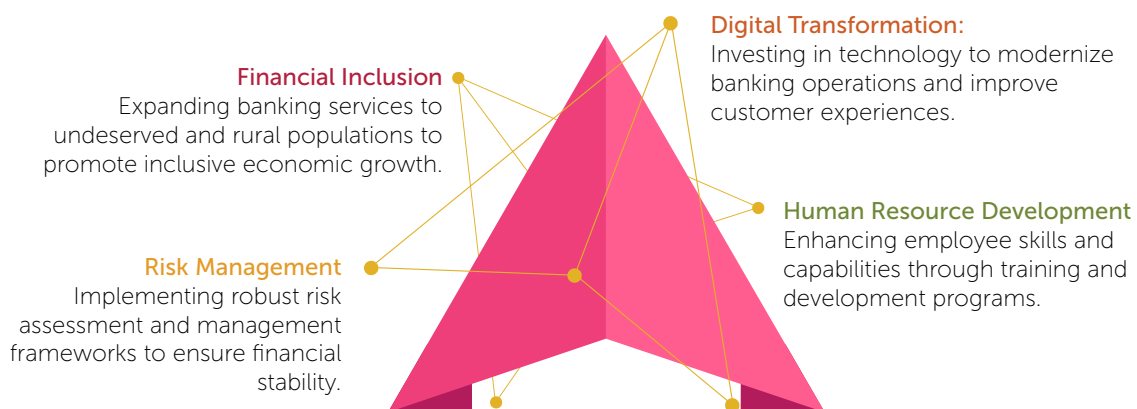 Financial Inclusion
Expanding banking services to
undeserved and rural populations to
promote inclusive economic growth.
Digital Transformation:
Investing in technology to modernize
banking operations and improve
customer experiences.
Risk Management
Implementing robust risk
assessment and management
frameworks to ensure financial
stability.
Human Resource Development
Enhancing employee skills and
capabilities through training and
development programs.